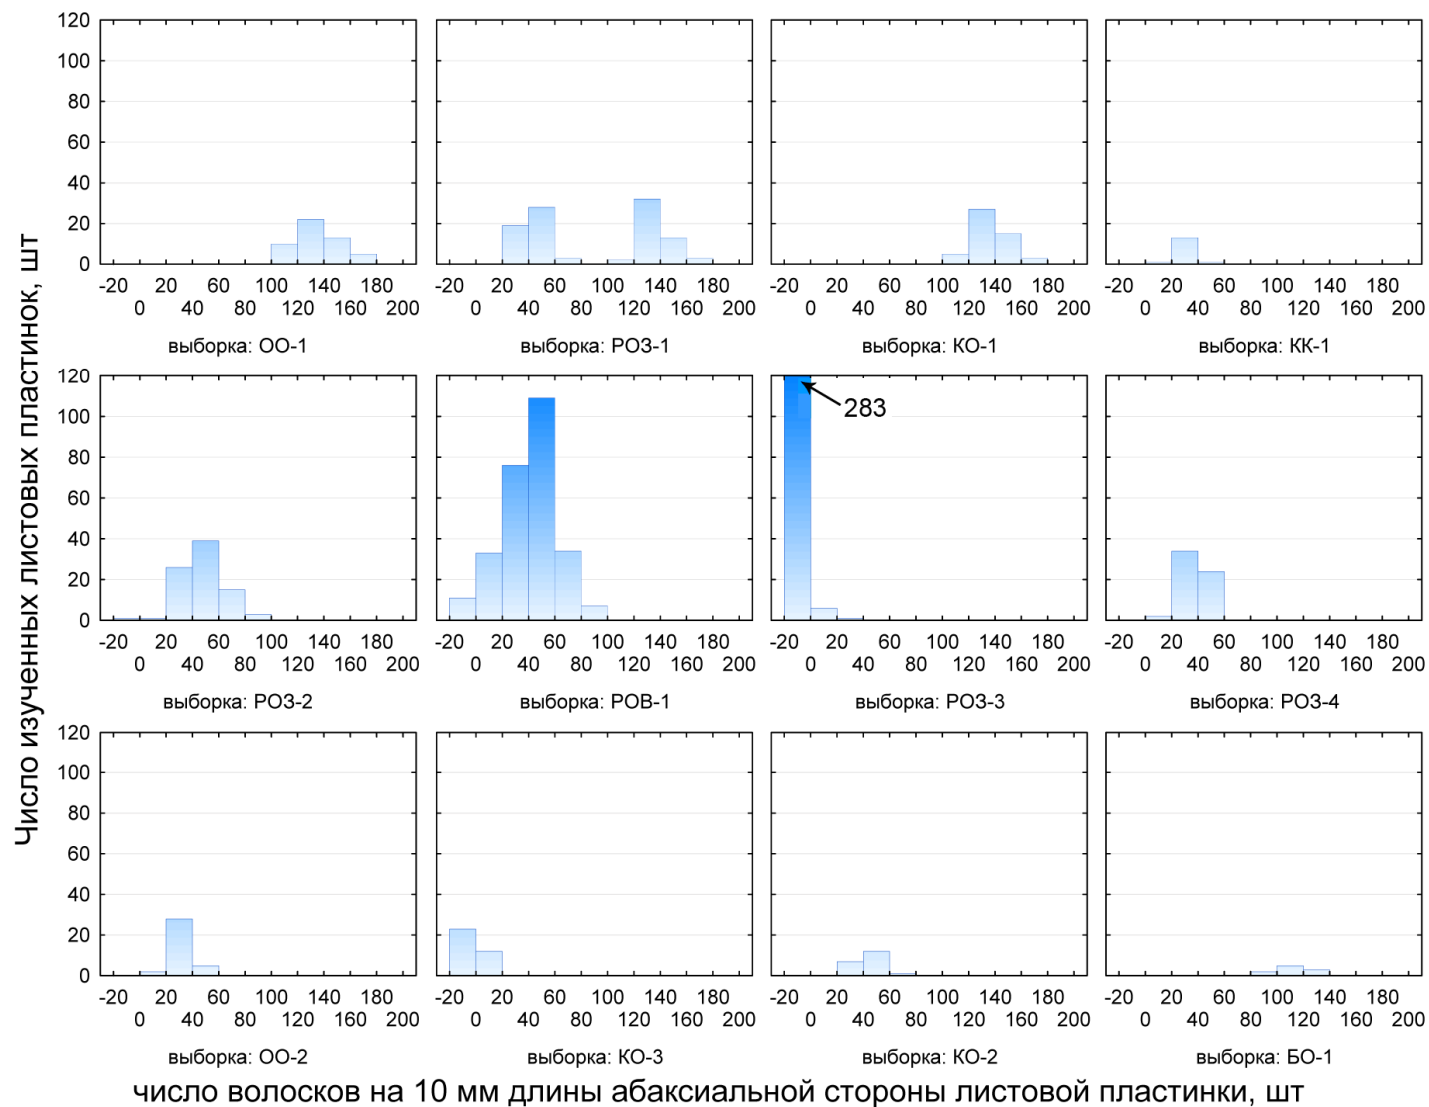 Число изученных листовых пластинок, шт
120
100
80
60
40
20
0
-20 20 60 100 140 180 -20 20 60 100 140 180 -20 20 60 100 140 180 -20 20 60 100 140 180
0 40 80 120 160 200 0 40 80 120 160 200 0 40 80 120 160 200 0 40 80 120 160 200
выборка: ОО-1 выборка: РОЗ-1 выборка: КО-1 выборка: КК-1
120
100
80
60
40
20
0
283
-20 20 60 100 140 180 -20 20 60 100 140 180 -20 20 60 100 140 180 -20 20 60 100 140 180
0 40 80 120 160 200 0 40 80 120 160 200 0 40 80 120 160 200 0 40 80 120 160 200
выборка: РОЗ-2 выборка: РОВ-1 выборка: РОЗ-3 выборка: РОЗ-4
120
100
80
60
40
20
0
-20 20 60 100 140 180 -20 20 60 100 140 180 -20 20 60 100 140 180 -20 20 60 100 140 180
0 40 80 120 160 200 0 40 80 120 160 200 0 40 80 120 160 200 0 40 80 120 160 200
выборка: ОО-2 выборка: КО-3 выборка: КО-2 выборка: БО-1
число волосков на 10 мм длины абаксиальной стороны листовой пластинки, шт